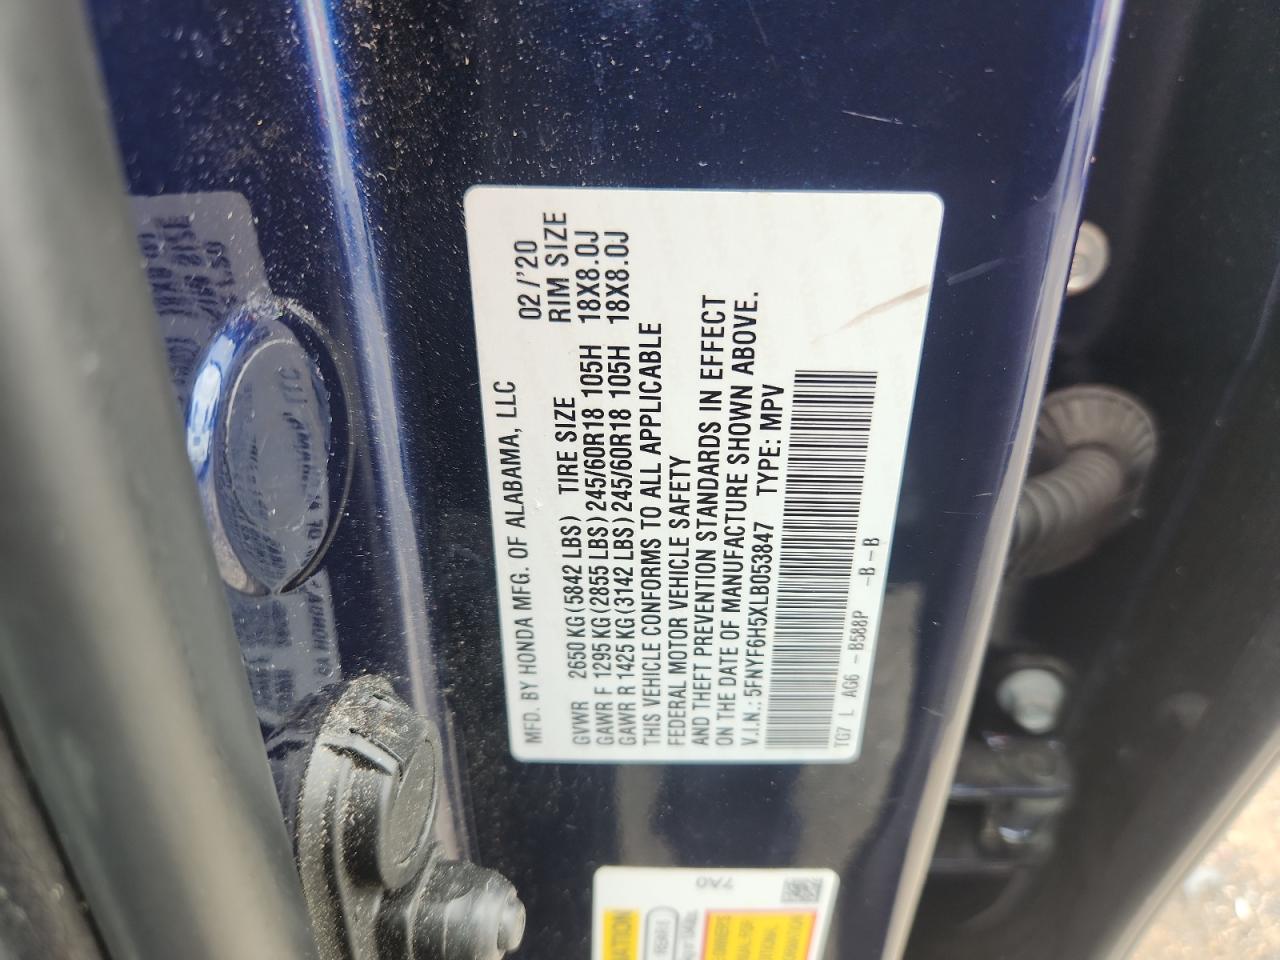 MFD. BY HONDA MFG. OF ALABAMA, LLC 02/'20
GVWR 2650 KG (5842 LBS) TIRE SIZE RIM SIZE
GAWR F 1295 KG (2855 LBS) 245/60R18 105H 18X8.0J
GAWR R 1425 KG (3142 LBS) 245/60R18 105H 18X8.0J
THIS VEHICLE CONFORMS TO ALL APPLICABLE
FEDERAL MOTOR VEHICLE SAFETY
AND THEFT PREVENTION STANDARDS IN EFFECT
ON THE DATE OF MANUFACTURE SHOWN ABOVE.
V.I.N.: 5FNYF6H5XLB053847 TYPE: MPV
TG7 L AG6 -B588P -B-B
7A0